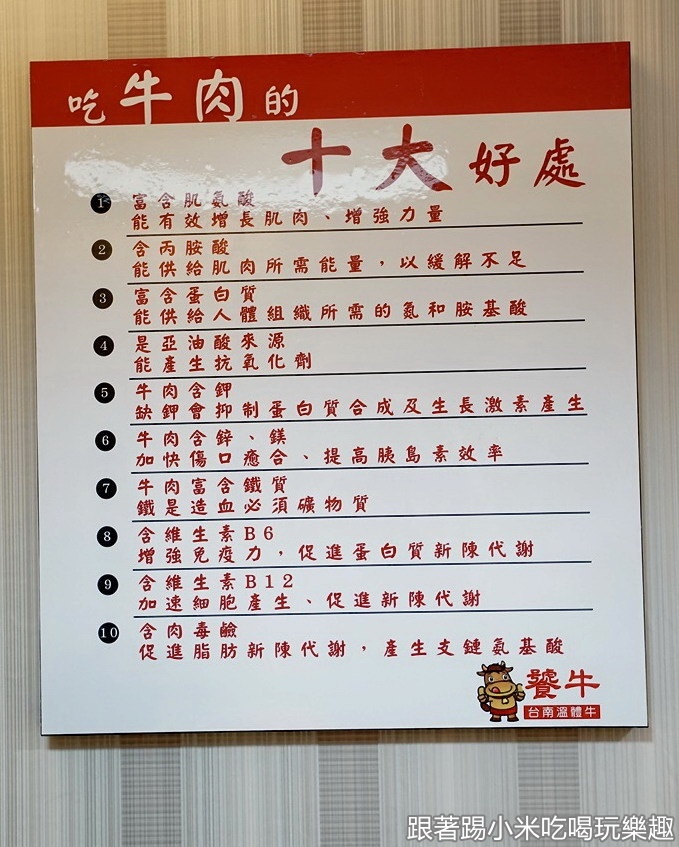 吃牛肉的
十大好處
1 富含肌氨酸
能有效增長肌肉、增強力量
2 含丙胺酸
能供給肌肉所需能量，以緩解不足
3 富含蛋白質
能供給人體組織所需的氮和胺基酸
4 是亞油酸來源
能產生抗氧化劑
5 牛肉含鉀
缺鉀會抑制蛋白質合成及生長激素產生
6 牛肉含鋅、鎂
加快傷口癒合、提高胰島素效率
7 牛肉富含鐵質
鐵是造血必須礦物質
8 含維生素B6
增強免疫力，促進蛋白質新陳代謝
9 含維生素B12
加速細胞產生、促進新陳代謝
10 含肉毒鹼
促進脂肪新陳代謝，產生支鏈氨基酸
饕牛
台南溫體牛
跟著踢小米吃喝玩樂趣